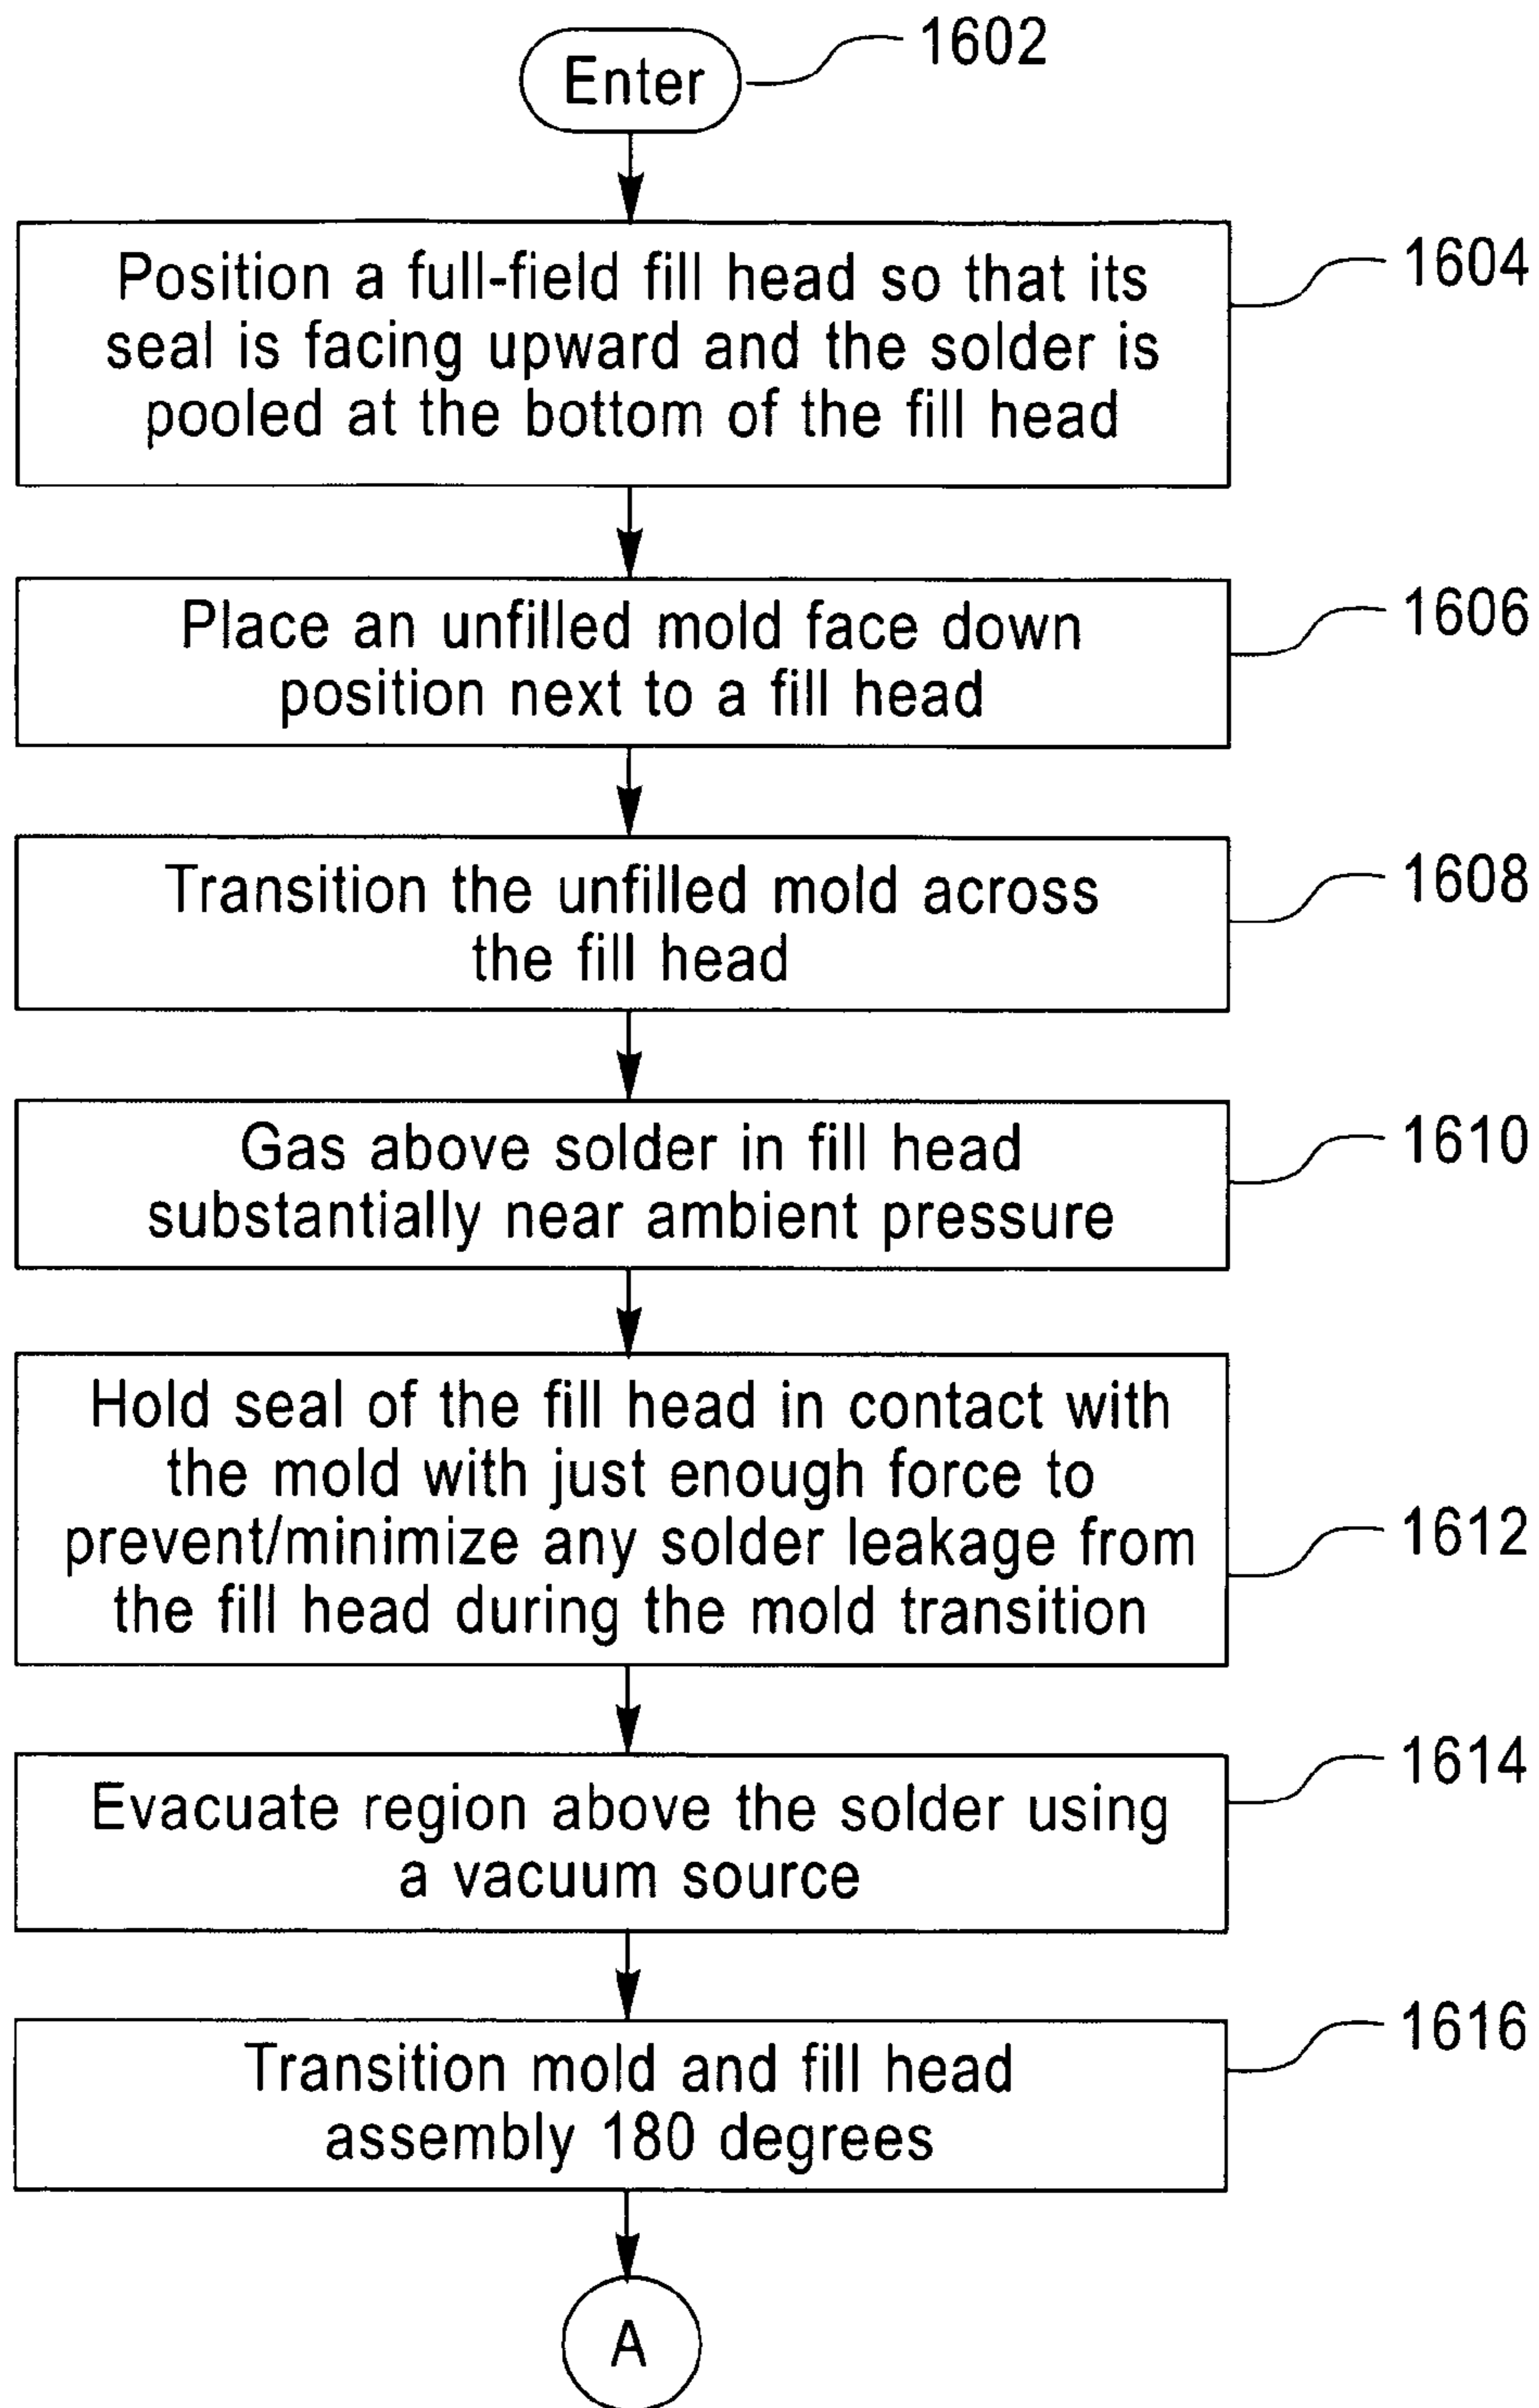 Enter
1602
Position a full-field fill head so that its
seal is facing upward and the solder is
pooled at the bottom of the fill head
1604
Place an unfilled mold face down
position next to a fill head
1606
Transition the unfilled mold across
the fill head
1608
Gas above solder in fill head
substantially near ambient pressure
1610
Hold seal of the fill head in contact with
the mold with just enough force to
prevent/minimize any solder leakage from
the fill head during the mold transition
1612
Evacuate region above the solder using
a vacuum source
1614
Transition mold and fill head
assembly 180 degrees
1616
A